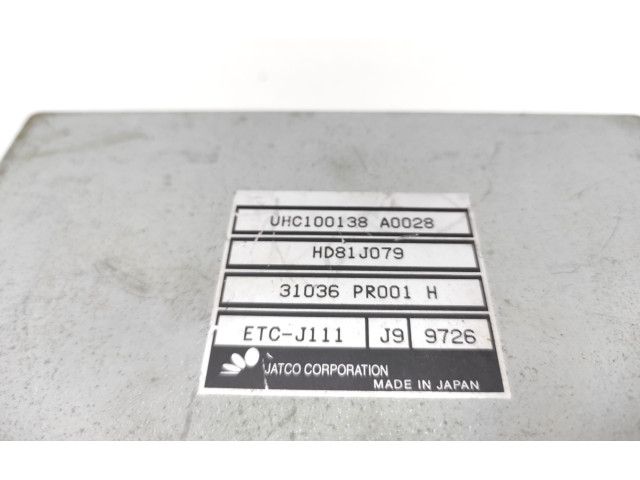 UHC100138 A0028
HD81J079
31036 PR001 H
ETC-J111 J9 9726
JATCO CORPORATION
MADE IN JAPAN